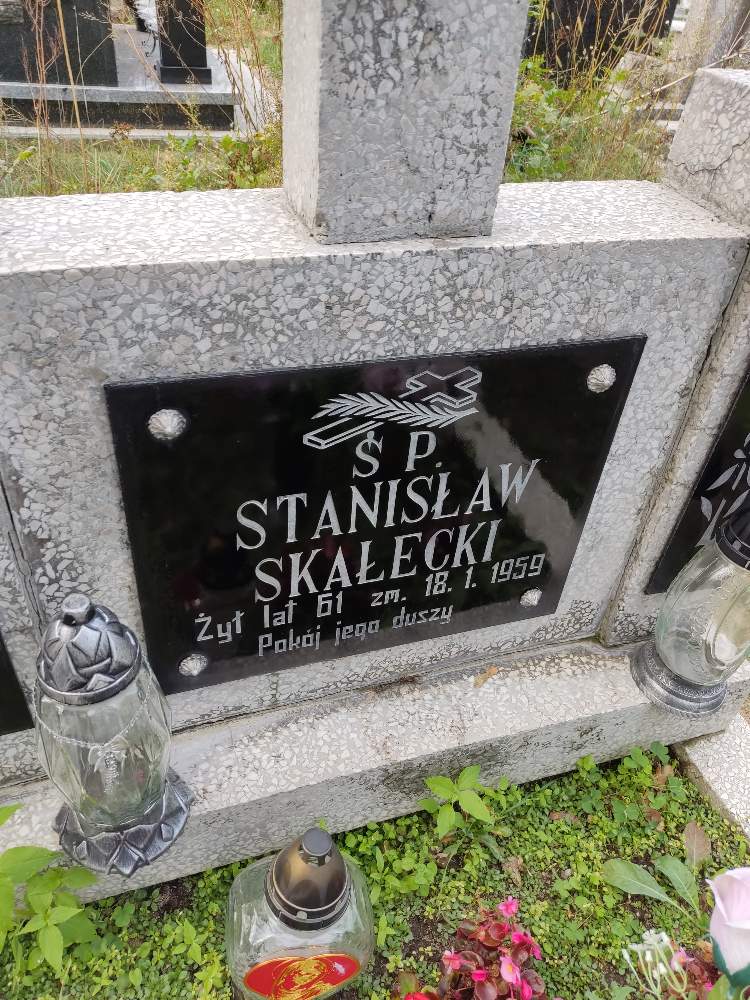 Ś P.
STANISŁAW
SKAŁECKI
Żył lat 61 zm. 18. 1. 1959
Pokój jego duszy